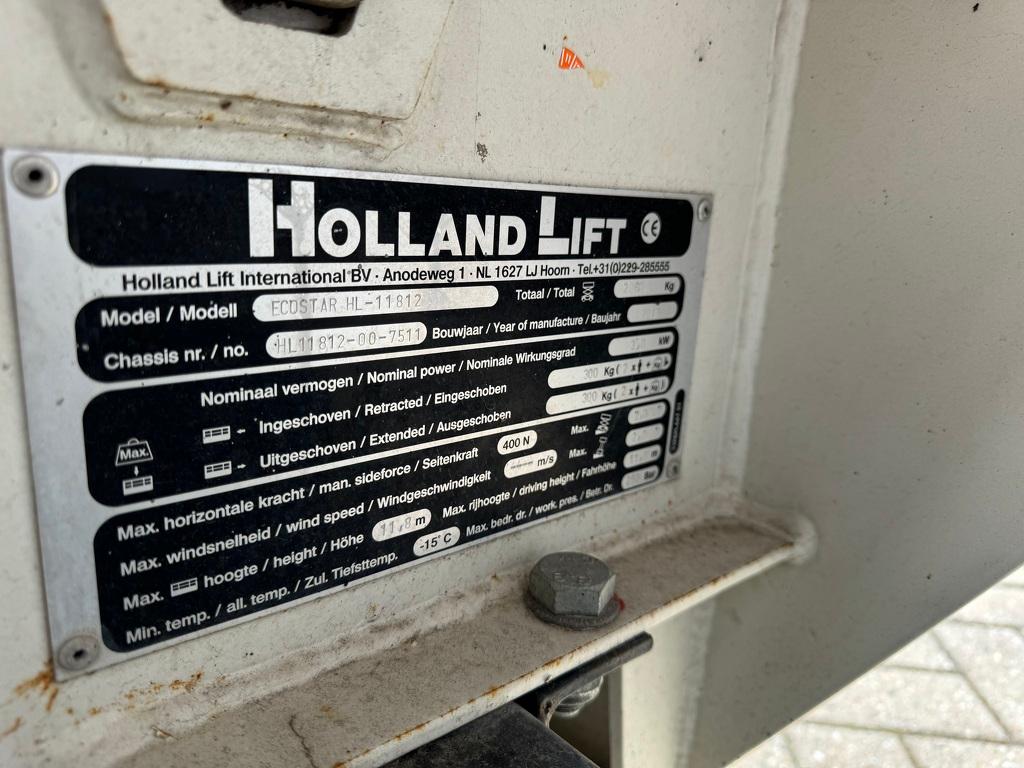 HOLLAND LIFT CE
Holland Lift International BV · Anodeweg 1 · NL 1627 LJ Hoorn · Tel.+31(0)229-285555
Model / Modell ECOSTAR HL-11812 Totaal / Total Kg
Chassis nr. / no. HL11812-00-7511 Bouwjaar / Year of manufacture / Baujahr
Nominaal vermogen / Nominal power / Nominale Wirkungsgrad kW
Max. Ingeschoven / Retracted / Eingeschoben 300 Kg ( 2 x + )
Uitgeschoven / Extended / Ausgeschoben 300 Kg ( 2 x + )
Max. horizontale kracht / man. sideforce / Seitenkraft 400 N Max.
Max. windsnelheid / wind speed / Windgeschwindigkeit m/s Max.
Max. hoogte / height / Höhe 11,8 m Max. rijhoogte / driving height / Fahrhöhe m
Min. temp. / all. temp. / Zul. Tiefsttemp. -15°C Max. bedr. dr. / work. pres. / Betr. Dr. Bar